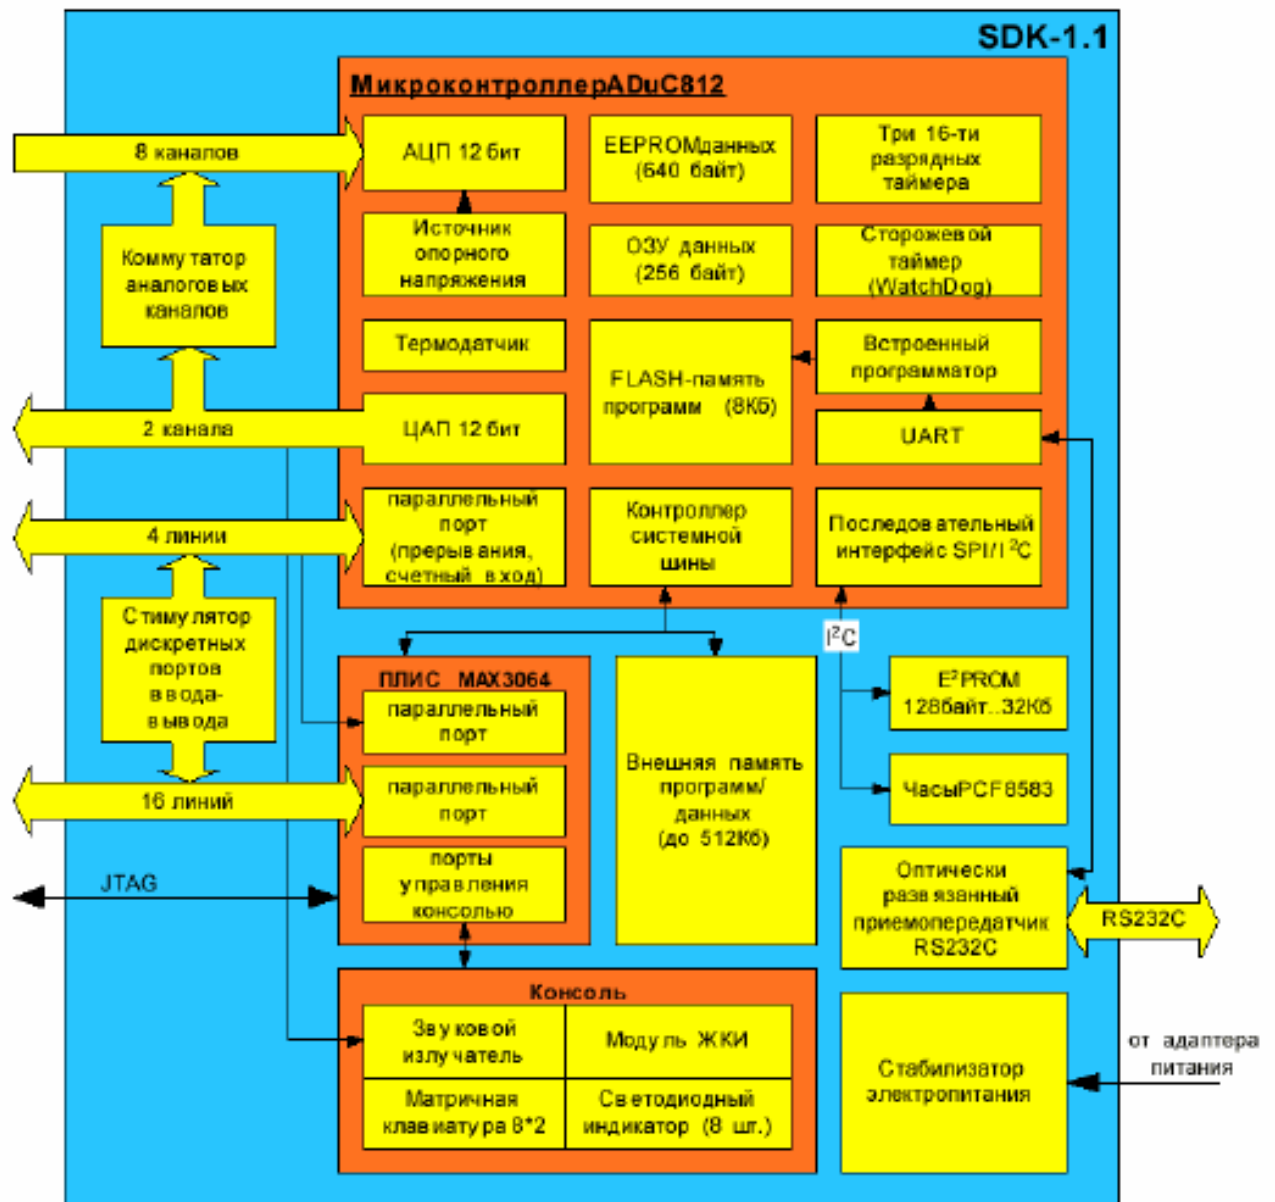 SDK-1.1
МикроконтроллерADuC812
8 каналов
АЦП 12 бит
EEPROMданных
(640 байт)
Три 16-ти
разрядных
таймера
Коммутатор
аналоговых
каналов
Источник
опорного
напряжения
ОЗУ данных
(256 байт)
Сторожевой
таймер
(WatchDog)
Термодатчик
FLASH-память
программ (8Кб)
Встроенный
программатор
2 канала
ЦАП 12 бит
UART
4 линии
параллельный
порт
(прерывания,
счетный вход)
Контроллер
системной
шины
Последовательный
интерфейс SPI/I²C
I²C
Стимулятор
дискретных
портов
ввода-
вывода
ПЛИС MAX3064
параллельный
порт
16 линий
параллельный
порт
JTAG
порты
управления
консолью
Внешняя память
программ/
данных
(до 512Кб)
E²PROM
128байт..32Кб
ЧасыPCF8583
Оптически
развязанный
приемопередатчик
RS232C
RS232C
Консоль
Звуковой
излучатель
Модуль ЖКИ
Матричная
клавиатура 8*2
Светодиодный
индикатор (8 шт.)
Стабилизатор
электропитания
от адаптера
питания